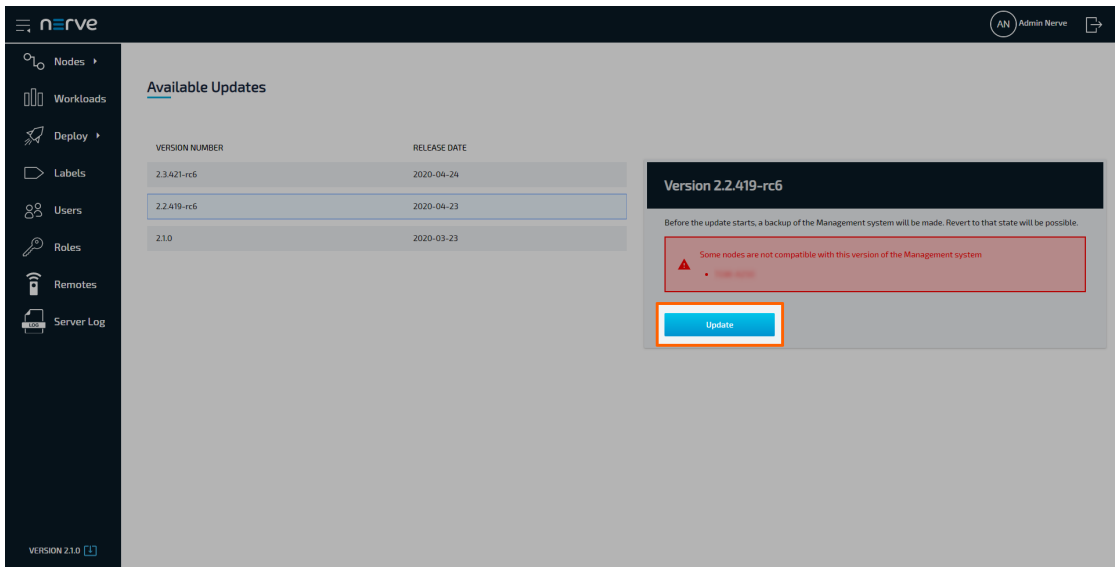 nerve
AN Admin Nerve
Nodes
Workloads
Deploy
Labels
Users
Roles
Remotes
LOG Server Log
VERSION 2.1.0
Available Updates
VERSION NUMBER RELEASE DATE
2.3.421-rc6 2020-04-24
2.2.419-rc6 2020-04-23
2.1.0 2020-03-23
Version 2.2.419-rc6
Before the update starts, a backup of the Management system will be made. Revert to that state will be possible.
Some nodes are not compatible with this version of the Management system
Update